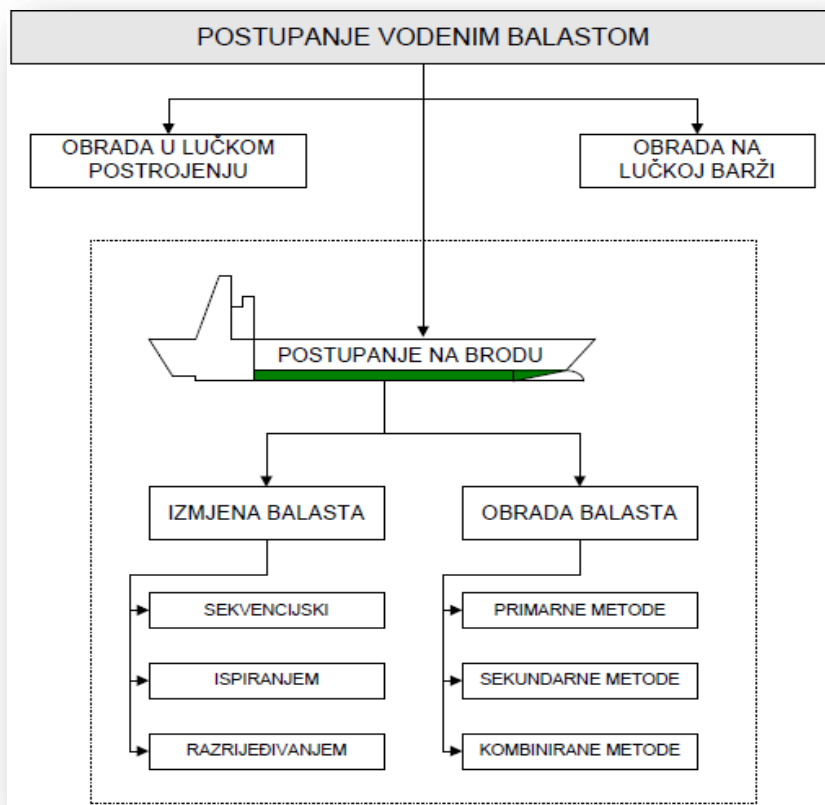 POSTUPANJE VODENIM BALASTOM
OBRADA U LUČKOM
POSTROJENJU
OBRADA NA
LUČKOJ BARŽI
POSTUPANJE NA BRODU
IZMJENA BALASTA
OBRADA BALASTA
SEKVENCIJSKI
PRIMARNE METODE
ISPIRANJEM
SEKUNDARNE METODE
RAZRIJEĐIVANJEM
KOMBINIRANE METODE